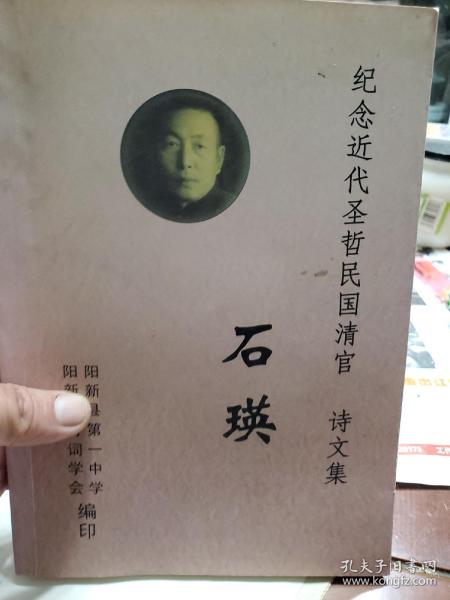 纪念近代圣哲民国清官 诗文集
石瑛
阳新县第一中学
阳新 词学会
编印
孔夫子旧书网
www.kongfz.com